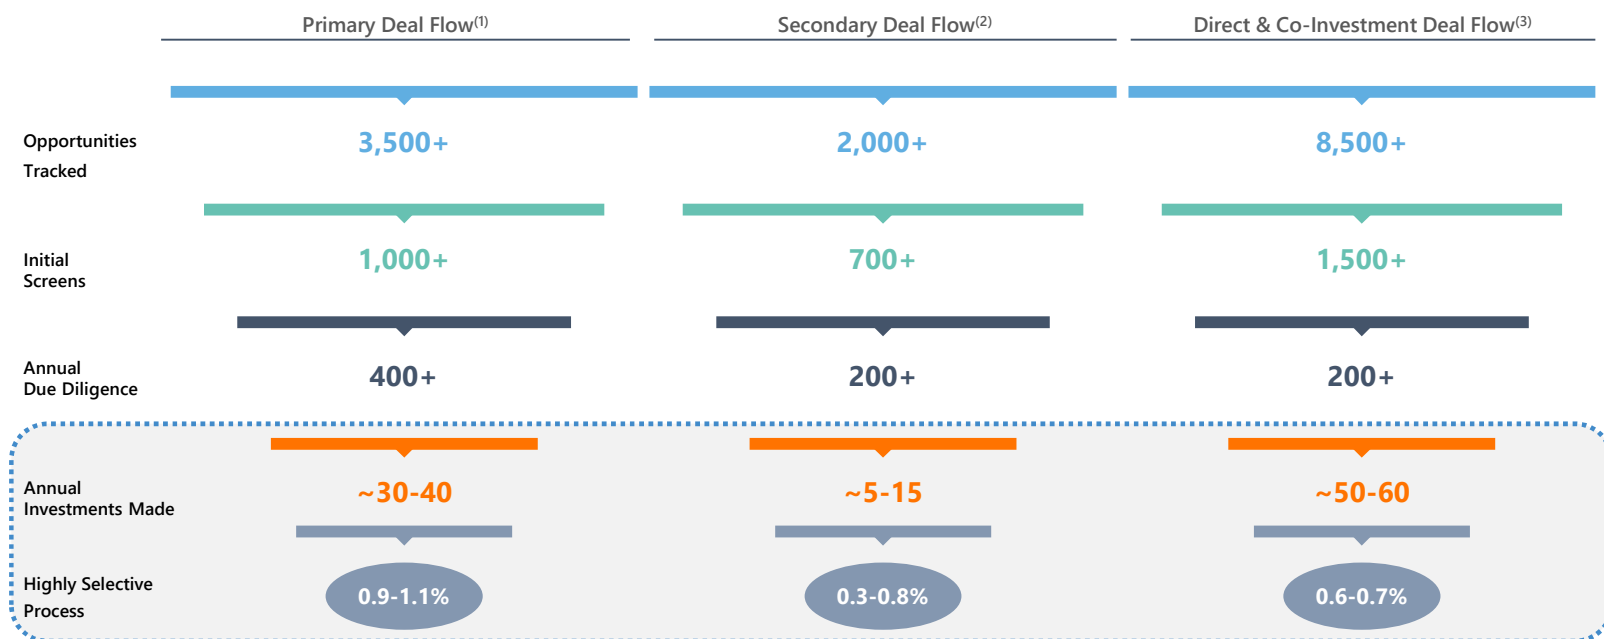 Primary Deal Flow(1)
Secondary Deal Flow(2)
Direct & Co-Investment Deal Flow(3)
Opportunities
Tracked
3,500+
2,000+
8,500+
Initial
Screens
1,000+
700+
1,500+
Annual
Due Diligence
400+
200+
200+
Annual
Investments Made
~30-40
~5-15
~50-60
Highly Selective
Process
0.9-1.1%
0.3-0.8%
0.6-0.7%